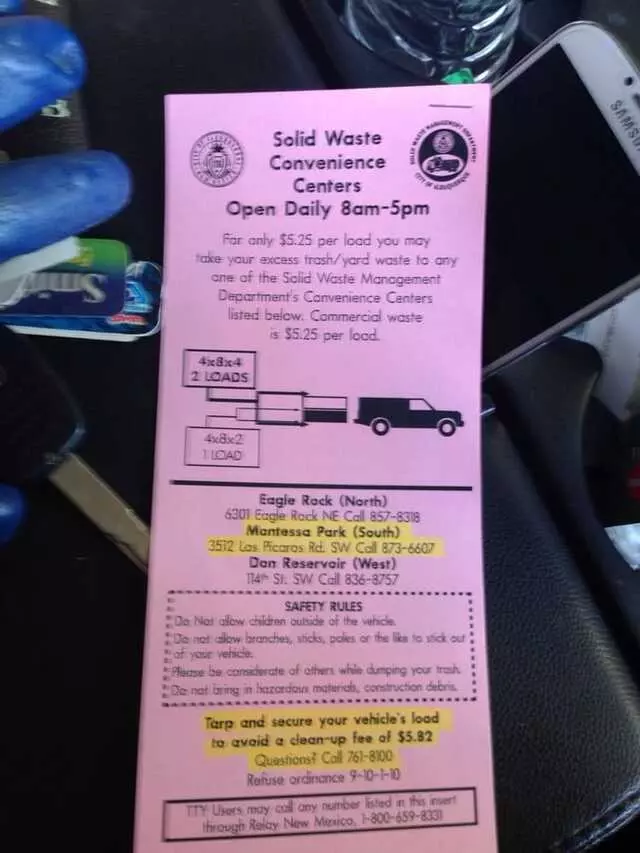 Solid Waste
Convenience
Centers
Open Daily 8am-5pm
For only $5.25 per load you may
take your excess trash/yard waste to any
one of the Solid Waste Management
Department's Convenience Centers
listed below. Commercial waste
is $5.25 per load.
4x8x4
2 LOADS
4x8x2
1 LOAD
Eagle Rock (North)
6301 Eagle Rock NE Call 857-8318
Montessa Park (South)
3512 Los Picaros Rd. SW Call 873-6607
Don Reservoir (West)
114th St. SW Call 836-8757
SAFETY RULES
Do Not allow children outside of the vehicle.
Do not allow branches, sticks, poles or the like to stick out
of your vehicle.
Please be considerate of others while dumping your trash.
Do not bring in hazardous materials, construction debris.
Tarp and secure your vehicle's load
to avoid a clean-up fee of $5.82
Questions? Call 761-8100
Refuse ordinance 9-10-1-10
TTY Users may call any number listed in this insert
through Relay New Mexico, 1-800-659-8331
SOLID WASTE MANAGEMENT DEPARTMENT
CITY OF ALBUQUERQUE
SAMSUNG